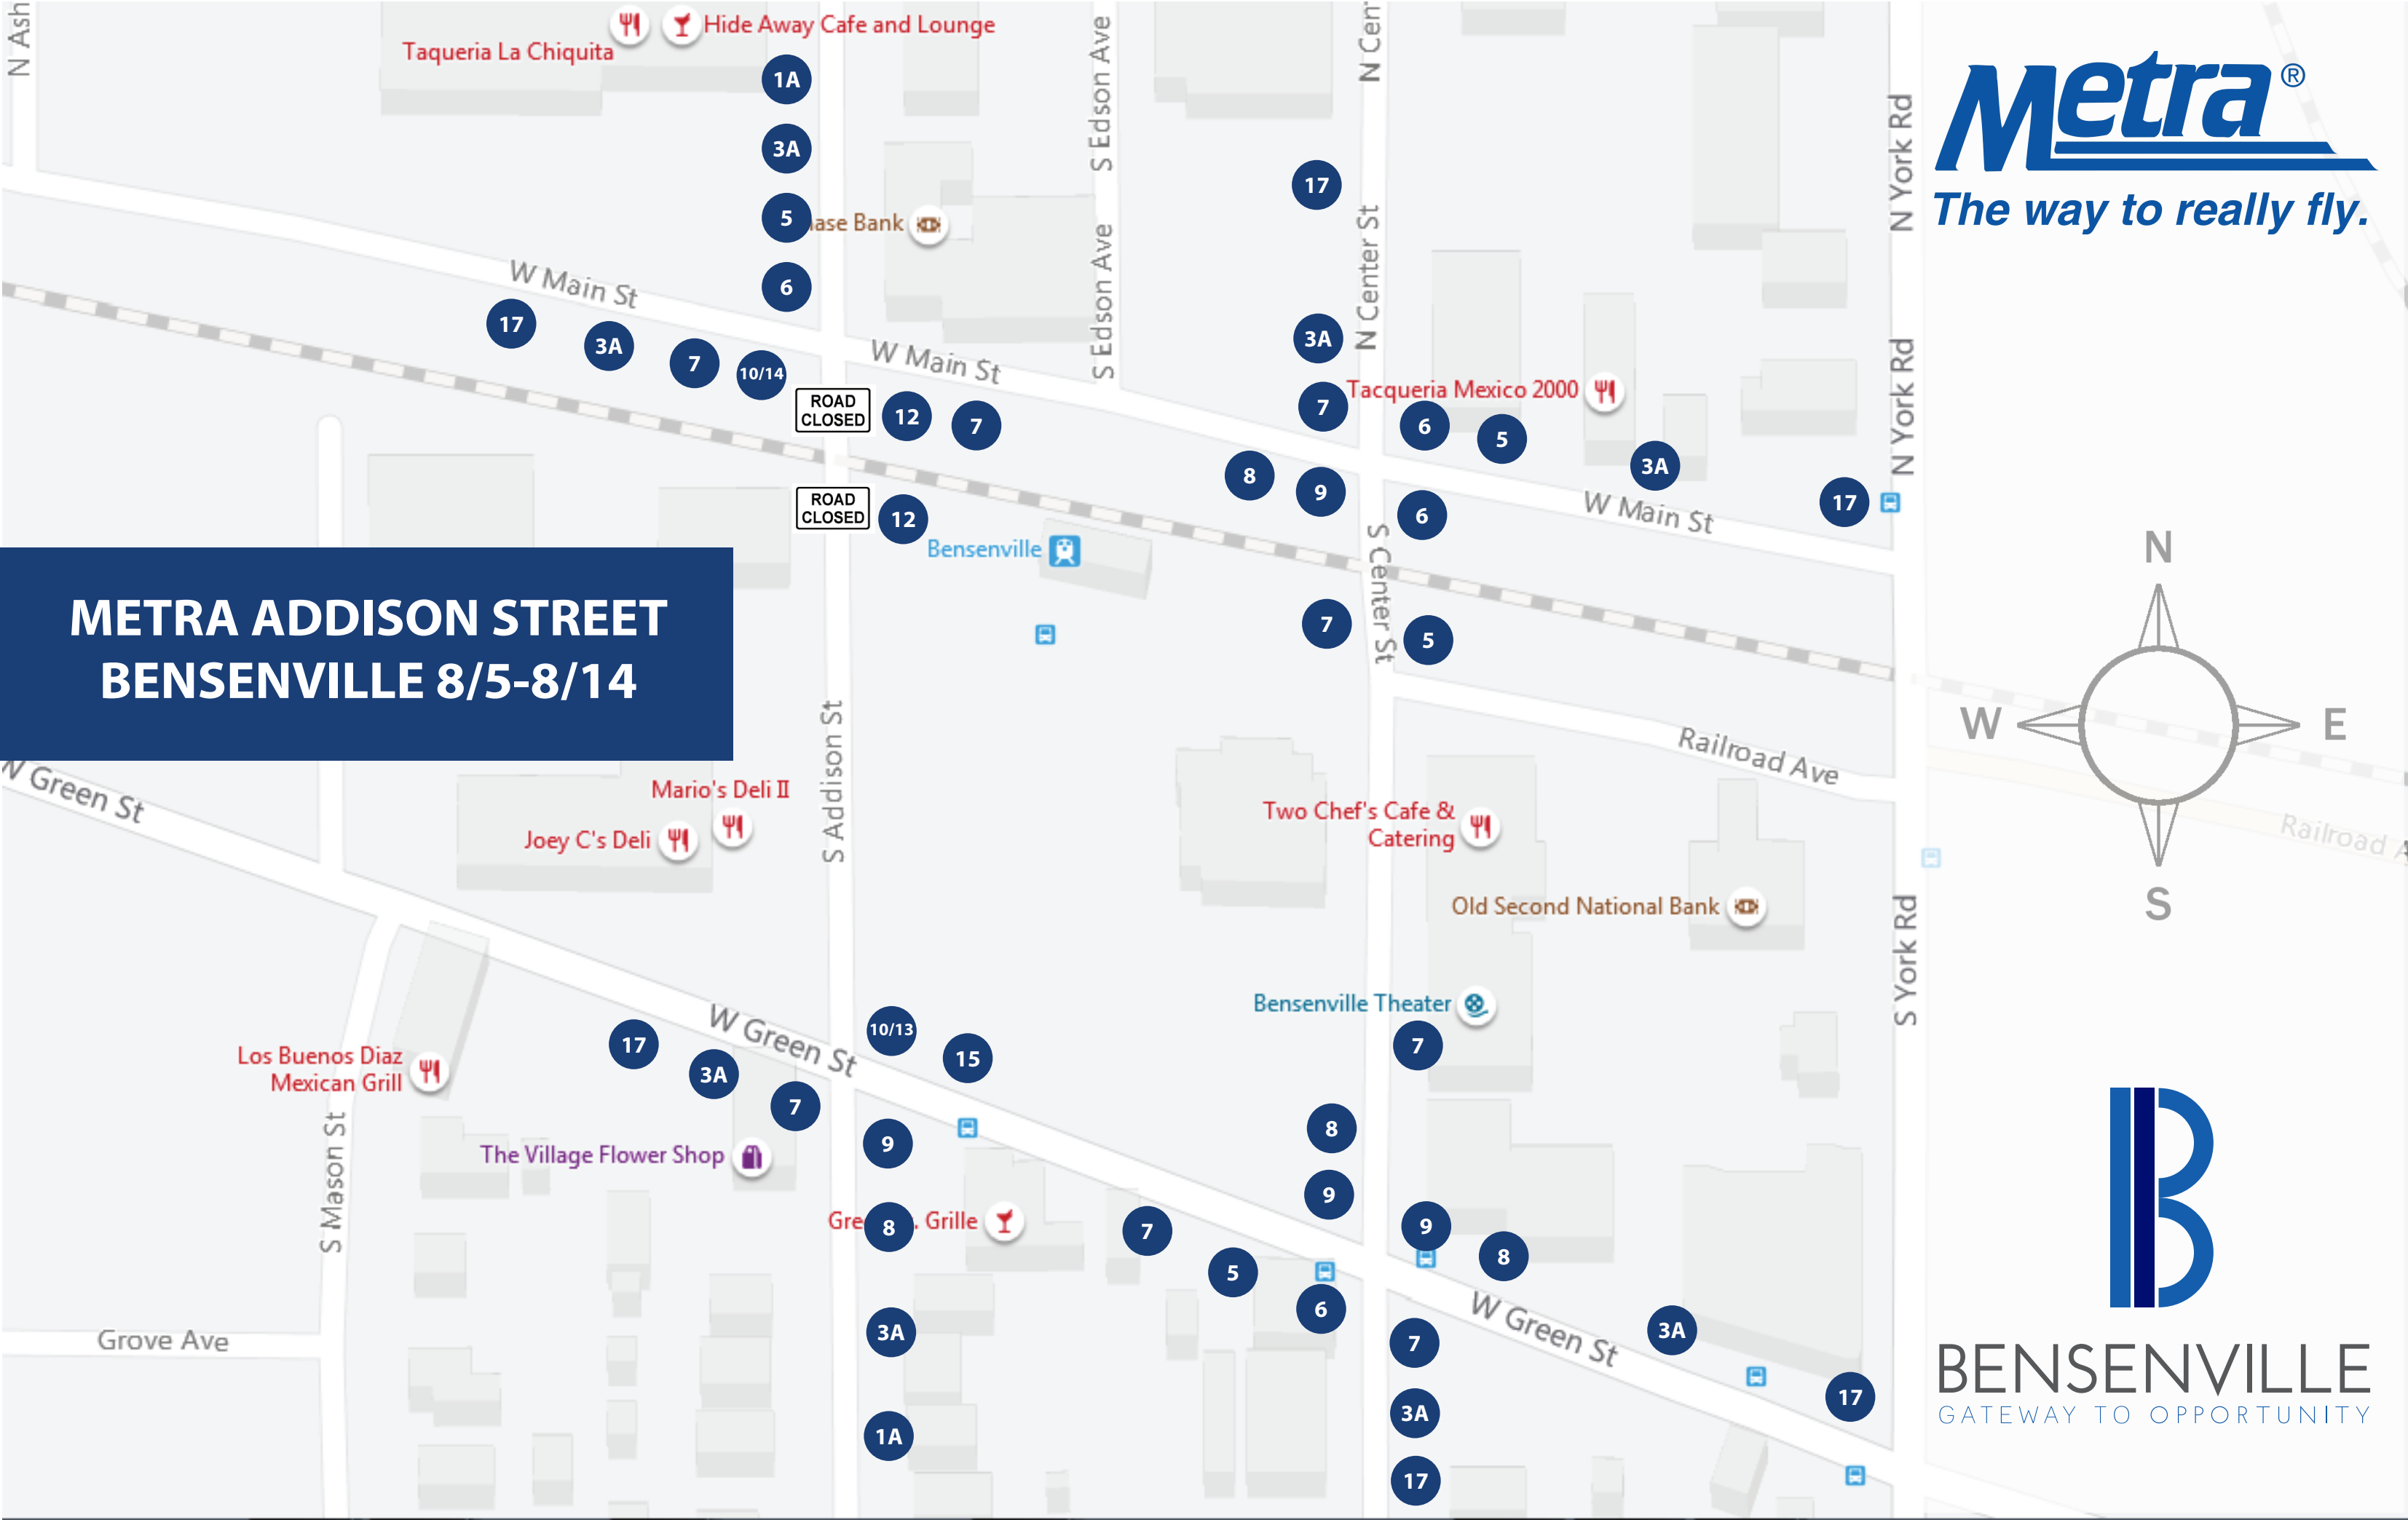 N Ash
Taqueria La Chiquita
Hide Away Cafe and Lounge
1A
3A
5
ase Bank
6
S Edson Ave
S Edson Ave
N Cen
N Center St
17
3A
7
N York Rd
N York Rd
Metra®
The way to really fly.
W Main St
17
3A
7
10/14
W Main St
ROAD
CLOSED
12
7
ROAD
CLOSED
12
Bensenville
8
9
Tacqueria Mexico 2000
6
5
3A
17
6
W Main St
S Center St
7
5
METRA ADDISON STREET
BENSENVILLE 8/5-8/14
N
W
E
S
W Green St
Mario's Deli II
Joey C's Deli
S Addison St
Railroad Ave
Railroad A
Two Chef's Cafe &
Catering
Old Second National Bank
S York Rd
Bensenville Theater
7
Los Buenos Diaz
Mexican Grill
17
3A
7
W Green St
10/13
15
S Mason St
The Village Flower Shop
9
Gre
8
. Grille
7
5
6
8
9
9
8
3A
1A
Grove Ave
7
3A
17
W Green St
3A
17
BENSENVILLE
GATEWAY TO OPPORTUNITY